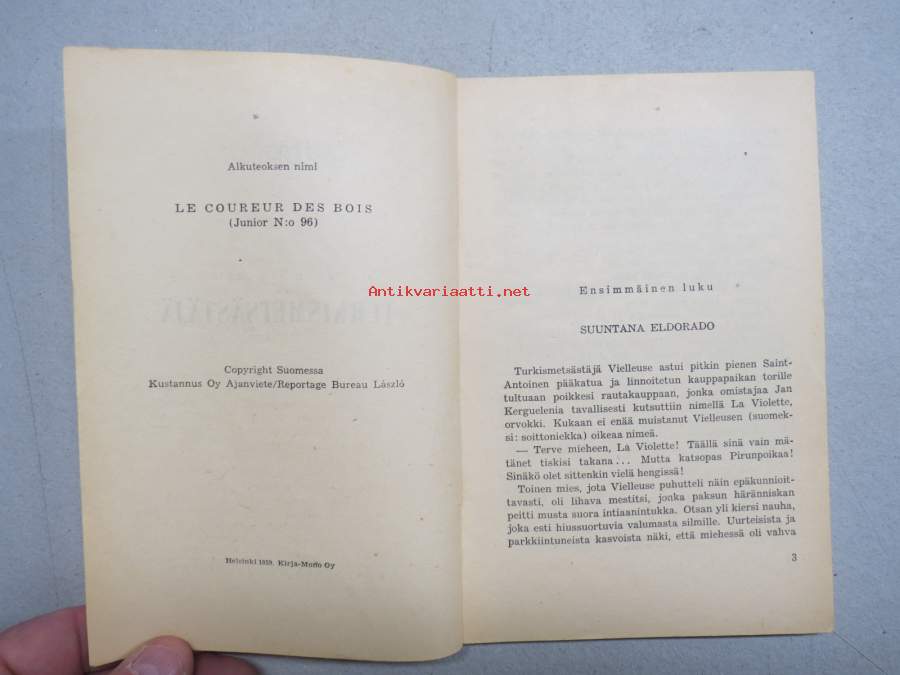 Alkuteoksen nimi
LE COUREUR DES BOIS
(Junior N:o 96)
Copyright Suomessa
Kustannus Oy Ajanviete/Reportage Bureau László
Helsinki 1959. Kirja-Mono Oy
Antikvariaatti.net
Ensimmäinen luku
SUUNTANA ELDORADO
Turkismetsästäjä Vielleuse astui pitkin pienen Saint-
Antoinen pääkatua ja linnoitetun kauppapaikan torille
tultuaan poikkesi rautakauppaan, jonka omistajaa Jan
Kerguelenia tavallisesti kutsuttiin nimellä La Violette,
orvokki. Kukaan ei enää muistanut Vielleusen (suomek-
si: soittoniekka) oikeaa nimeä.
— Terve mieheen, La Violette! Täällä sinä vain mä-
tänet tiskisi takana... Mutta katsopas Pirunpoikaa!
Sinäkö olet sittenkin vielä hengissä!
Toinen mies, jota Vielleuse puhutteli näin epäkunnioit-
tavasti, oli lihava mestitsi, jonka paksun häränniskan
peitti musta suora intiaanintukka. Otsan yli kiersi nauha,
joka esti hiussuortuvia valumasta silmille. Uurteisista ja
parkkiintuneista kasvoista näki, että miehessä oli vahva
3